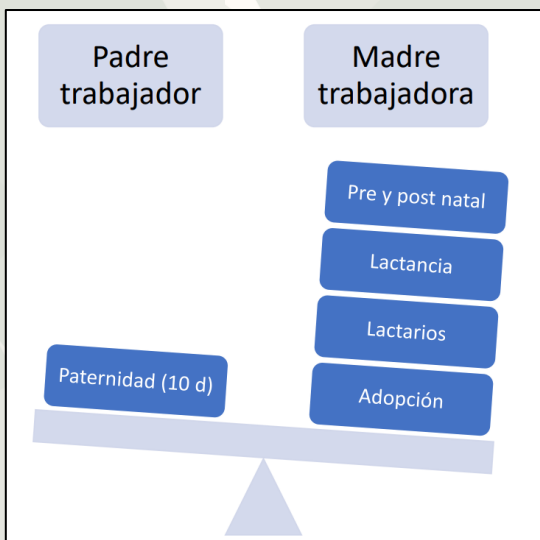 Padre
trabajador
Madre
trabajadora
Pre y post natal
Lactancia
Lactarios
Paternidad (10 d)
Adopción